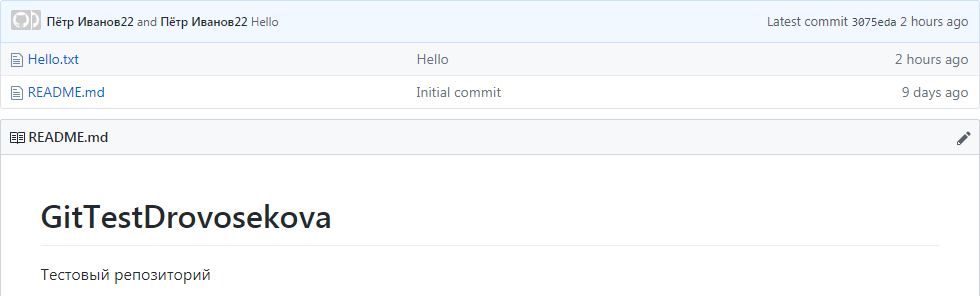 Пётр Иванов22 and Пётр Иванов22 Hello Latest commit 3075eda 2 hours ago
Hello.txt Hello 2 hours ago
README.md Initial commit 9 days ago
README.md
GitTestDrovosekova
Тестовый репозиторий